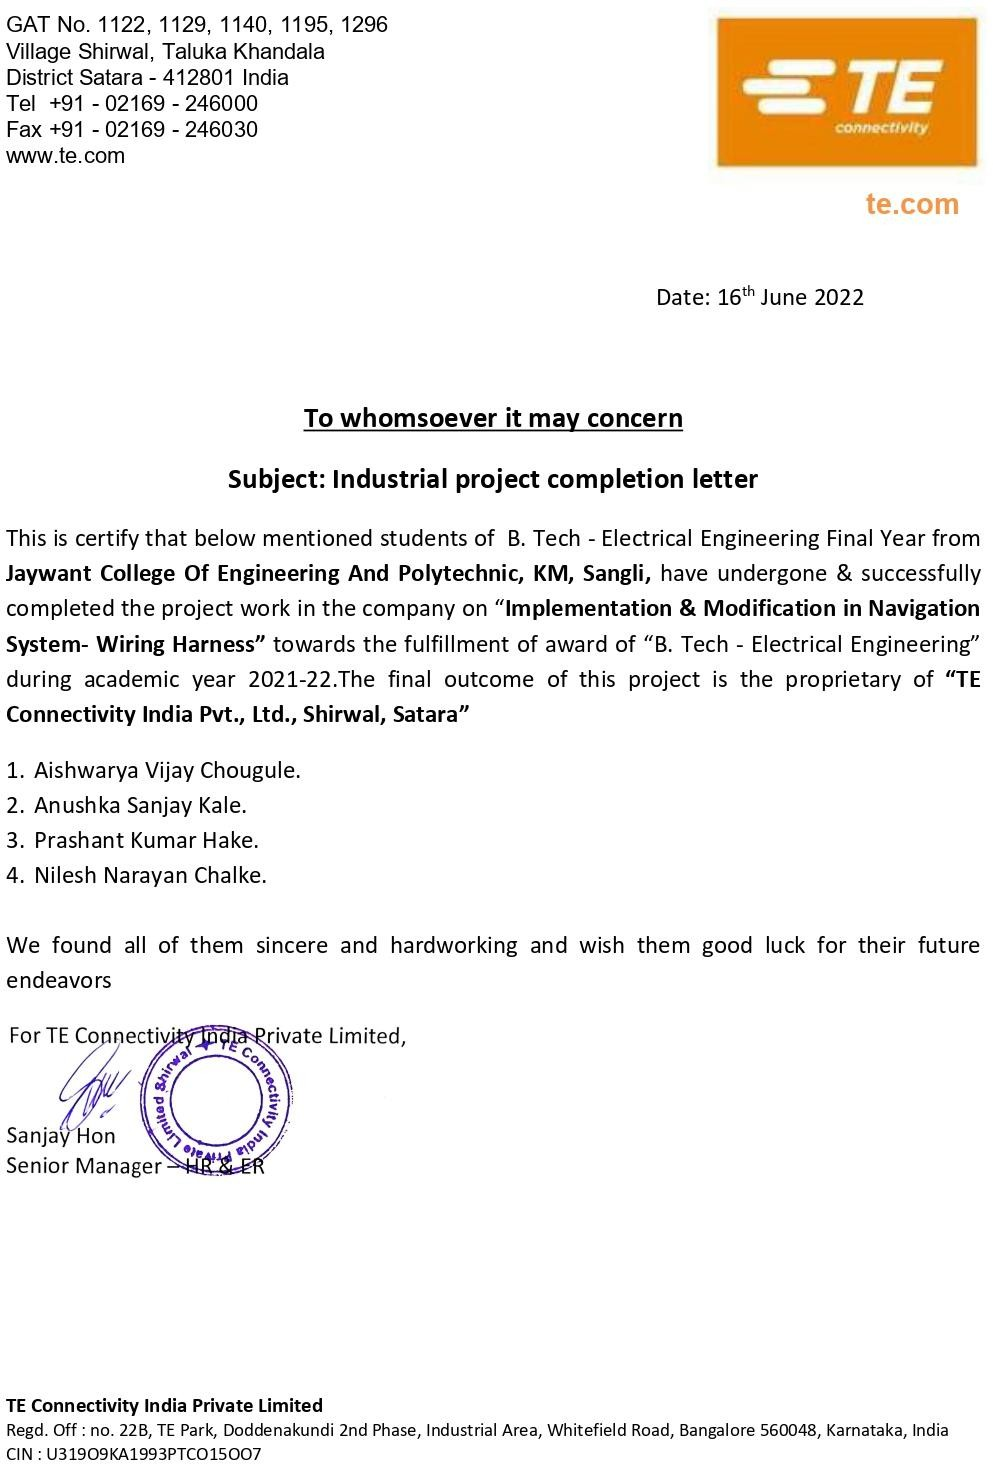 GAT No. 1122, 1129, 1140, 1195, 1296
Village Shirwal, Taluka Khandala
District Satara - 412801 India
Tel +91 - 02169 - 246000
Fax +91 - 02169 - 246030
www.te.com
TE
connectivity
te.com
Date: 16th June 2022
To whomsoever it may concern
Subject: Industrial project completion letter
This is certify that below mentioned students of B. Tech - Electrical Engineering Final Year from
Jaywant College Of Engineering And Polytechnic, KM, Sangli, have undergone & successfully
completed the project work in the company on “Implementation & Modification in Navigation
System- Wiring Harness” towards the fulfillment of award of “B. Tech - Electrical Engineering”
during academic year 2021-22.The final outcome of this project is the proprietary of “TE
Connectivity India Pvt., Ltd., Shirwal, Satara”
1. Aishwarya Vijay Chougule.
2. Anushka Sanjay Kale.
3. Prashant Kumar Hake.
4. Nilesh Narayan Chalke.
We found all of them sincere and hardworking and wish them good luck for their future
endeavors
For TE Connectivity India Private Limited,
TE Connectivity India Private Limited Shirwal
Sanjay Hon
Senior Manager – HR & ER
TE Connectivity India Private Limited
Regd. Off : no. 22B, TE Park, Doddenakundi 2nd Phase, Industrial Area, Whitefield Road, Bangalore 560048, Karnataka, India
CIN : U319O9KA1993PTCO15OO7